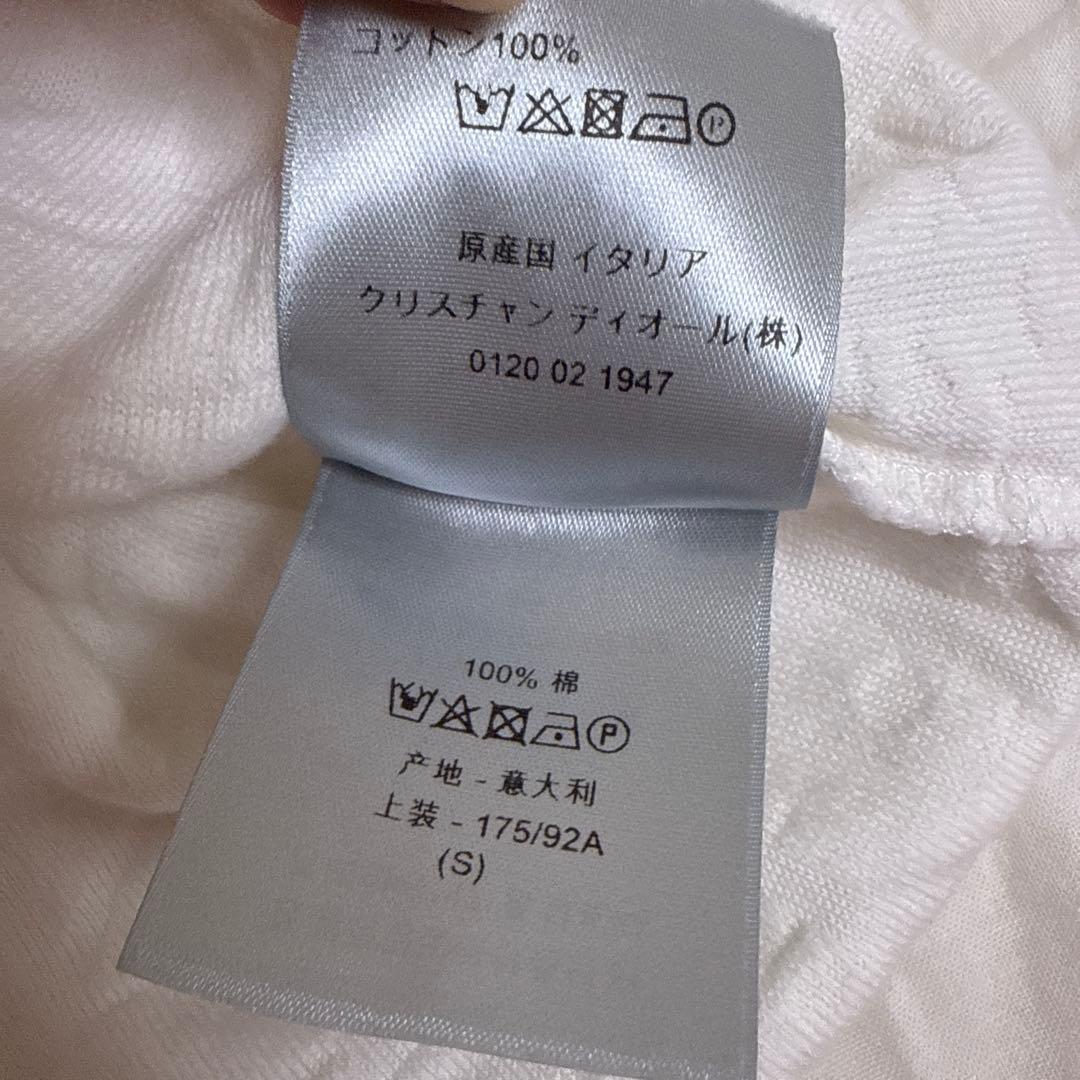 コットン100%
P
原産国 イタリア
クリスチャン ディオール(株)
0120 02 1947
100% 棉
P
产地 - 意大利
上装 - 175/92A
(S)